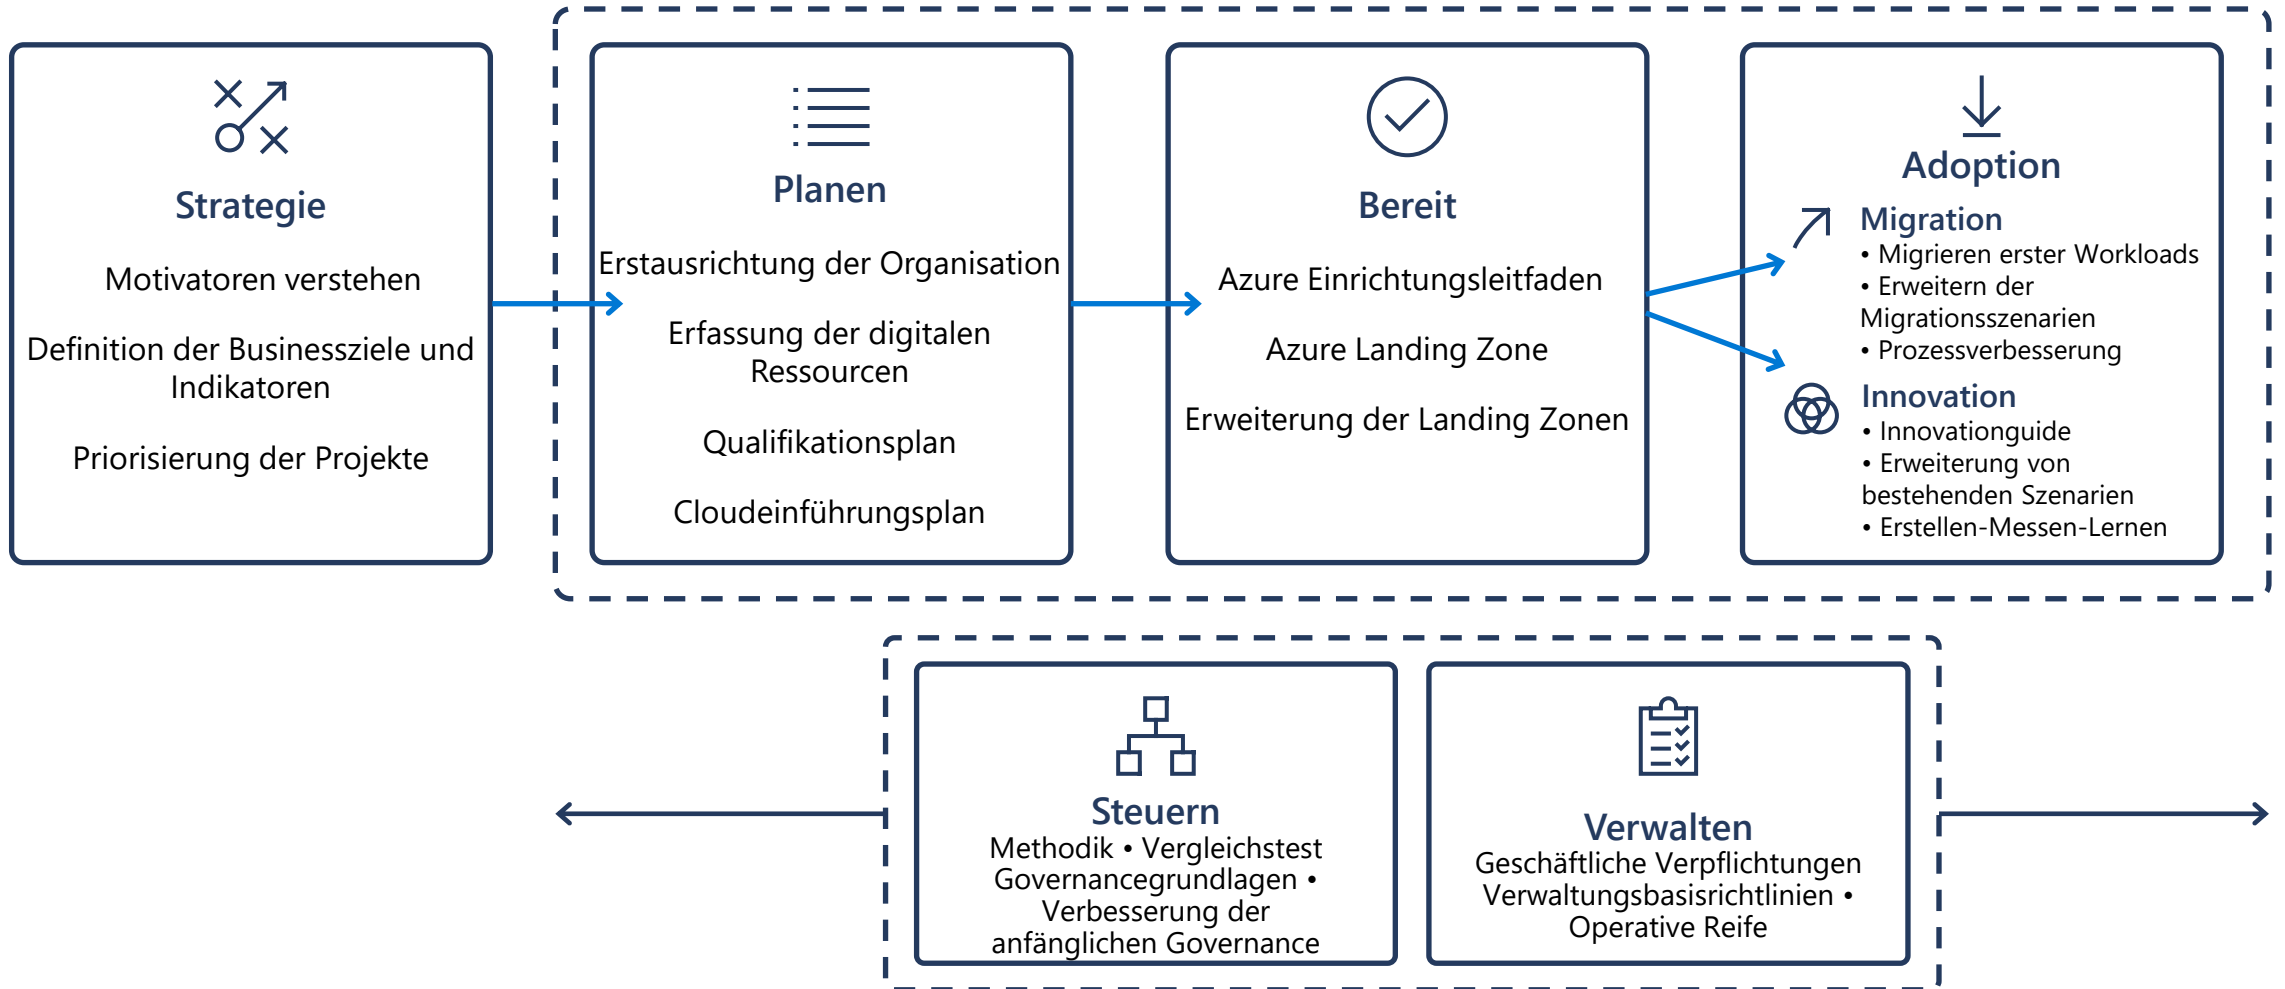 Strategie
Motivatoren verstehen
Definition der Businessziele und
Indikatoren
Priorisierung der Projekte
Planen
Erstausrichtung der Organisation
Erfassung der digitalen
Ressourcen
Qualifikationsplan
Cloudeinführungsplan
Bereit
Azure Einrichtungsleitfaden
Azure Landing Zone
Erweiterung der Landing Zonen
Adoption
Migration
• Migrieren erster Workloads
• Erweitern der
Migrationsszenarien
• Prozessverbesserung
Innovation
• Innovationguide
• Erweiterung von
bestehenden Szenarien
• Erstellen-Messen-Lernen
Steuern
Methodik • Vergleichstest
Governancegrundlagen •
Verbesserung der
anfänglichen Governance
Verwalten
Geschäftliche Verpflichtungen
Verwaltungsbasisrichtlinien •
Operative Reife